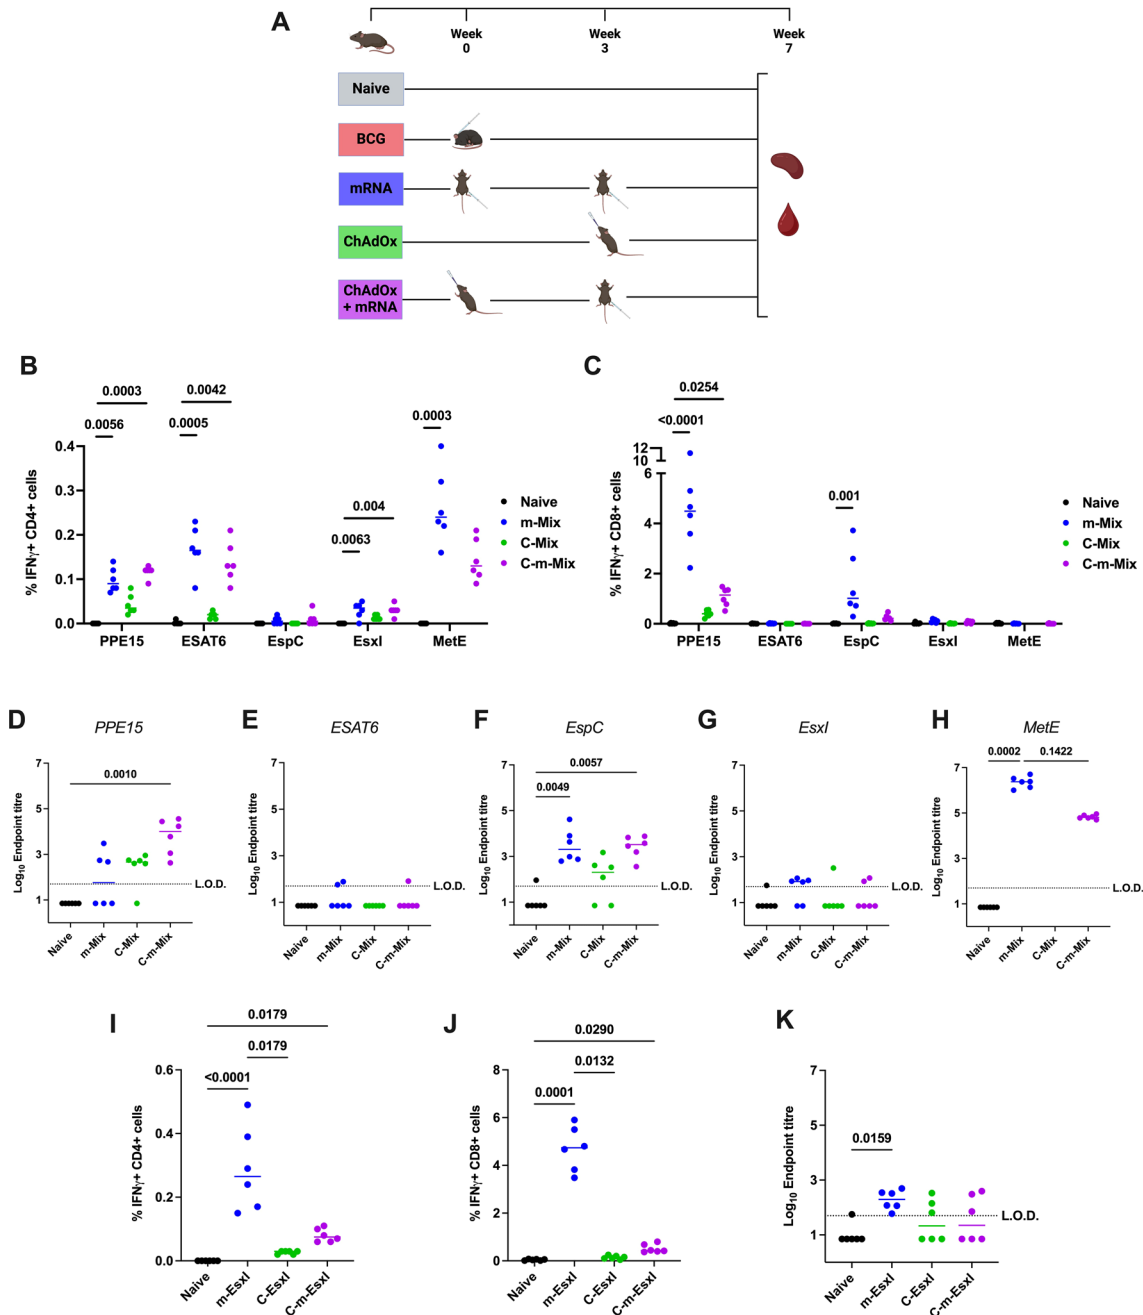 A
Week
0
Week
3
Week
7
Naive
BCG
mRNA
ChAdOx
ChAdOx
+ mRNA
B
0.0003
0.0042
0.0056
0.0005
0.0003
0.004
0.0063
% IFNγ+ CD4+ cells
0.4
0.3
0.2
0.1
0.0
PPE15 ESAT6 EspC EsxI MetE
Naive
m-Mix
C-Mix
C-m-Mix
C
0.0254
<0.0001
0.001
% IFNγ+ CD8+ cells
12
10
6
4
2
0
PPE15 ESAT6 EspC EsxI MetE
Naive
m-Mix
C-Mix
C-m-Mix
D
PPE15
0.0010
Log10 Endpoint titre
7
5
3
1
L.O.D.
Naive m-Mix C-Mix C-m-Mix
E
ESAT6
Log10 Endpoint titre
7
5
3
1
L.O.D.
Naive m-Mix C-Mix C-m-Mix
F
EspC
0.0057
0.0049
Log10 Endpoint titre
7
5
3
1
L.O.D.
Naive m-Mix C-Mix C-m-Mix
G
EsxI
Log10 Endpoint titre
7
5
3
1
L.O.D.
Naive m-Mix C-Mix C-m-Mix
H
MetE
0.0002 0.1422
Log10 Endpoint titre
7
5
3
1
L.O.D.
Naive m-Mix C-Mix C-m-Mix
I
0.0179
0.0179
<0.0001
% IFNγ+ CD4+ cells
0.6
0.4
0.2
0.0
Naive m-EsxI C-EsxI C-m-EsxI
J
0.0290
0.0132
0.0001
% IFNγ+ CD8+ cells
8
6
4
2
0
Naive m-EsxI C-EsxI C-m-EsxI
K
0.0159
Log10 Endpoint titre
7
5
3
1
L.O.D.
Naive m-EsxI C-EsxI C-m-EsxI